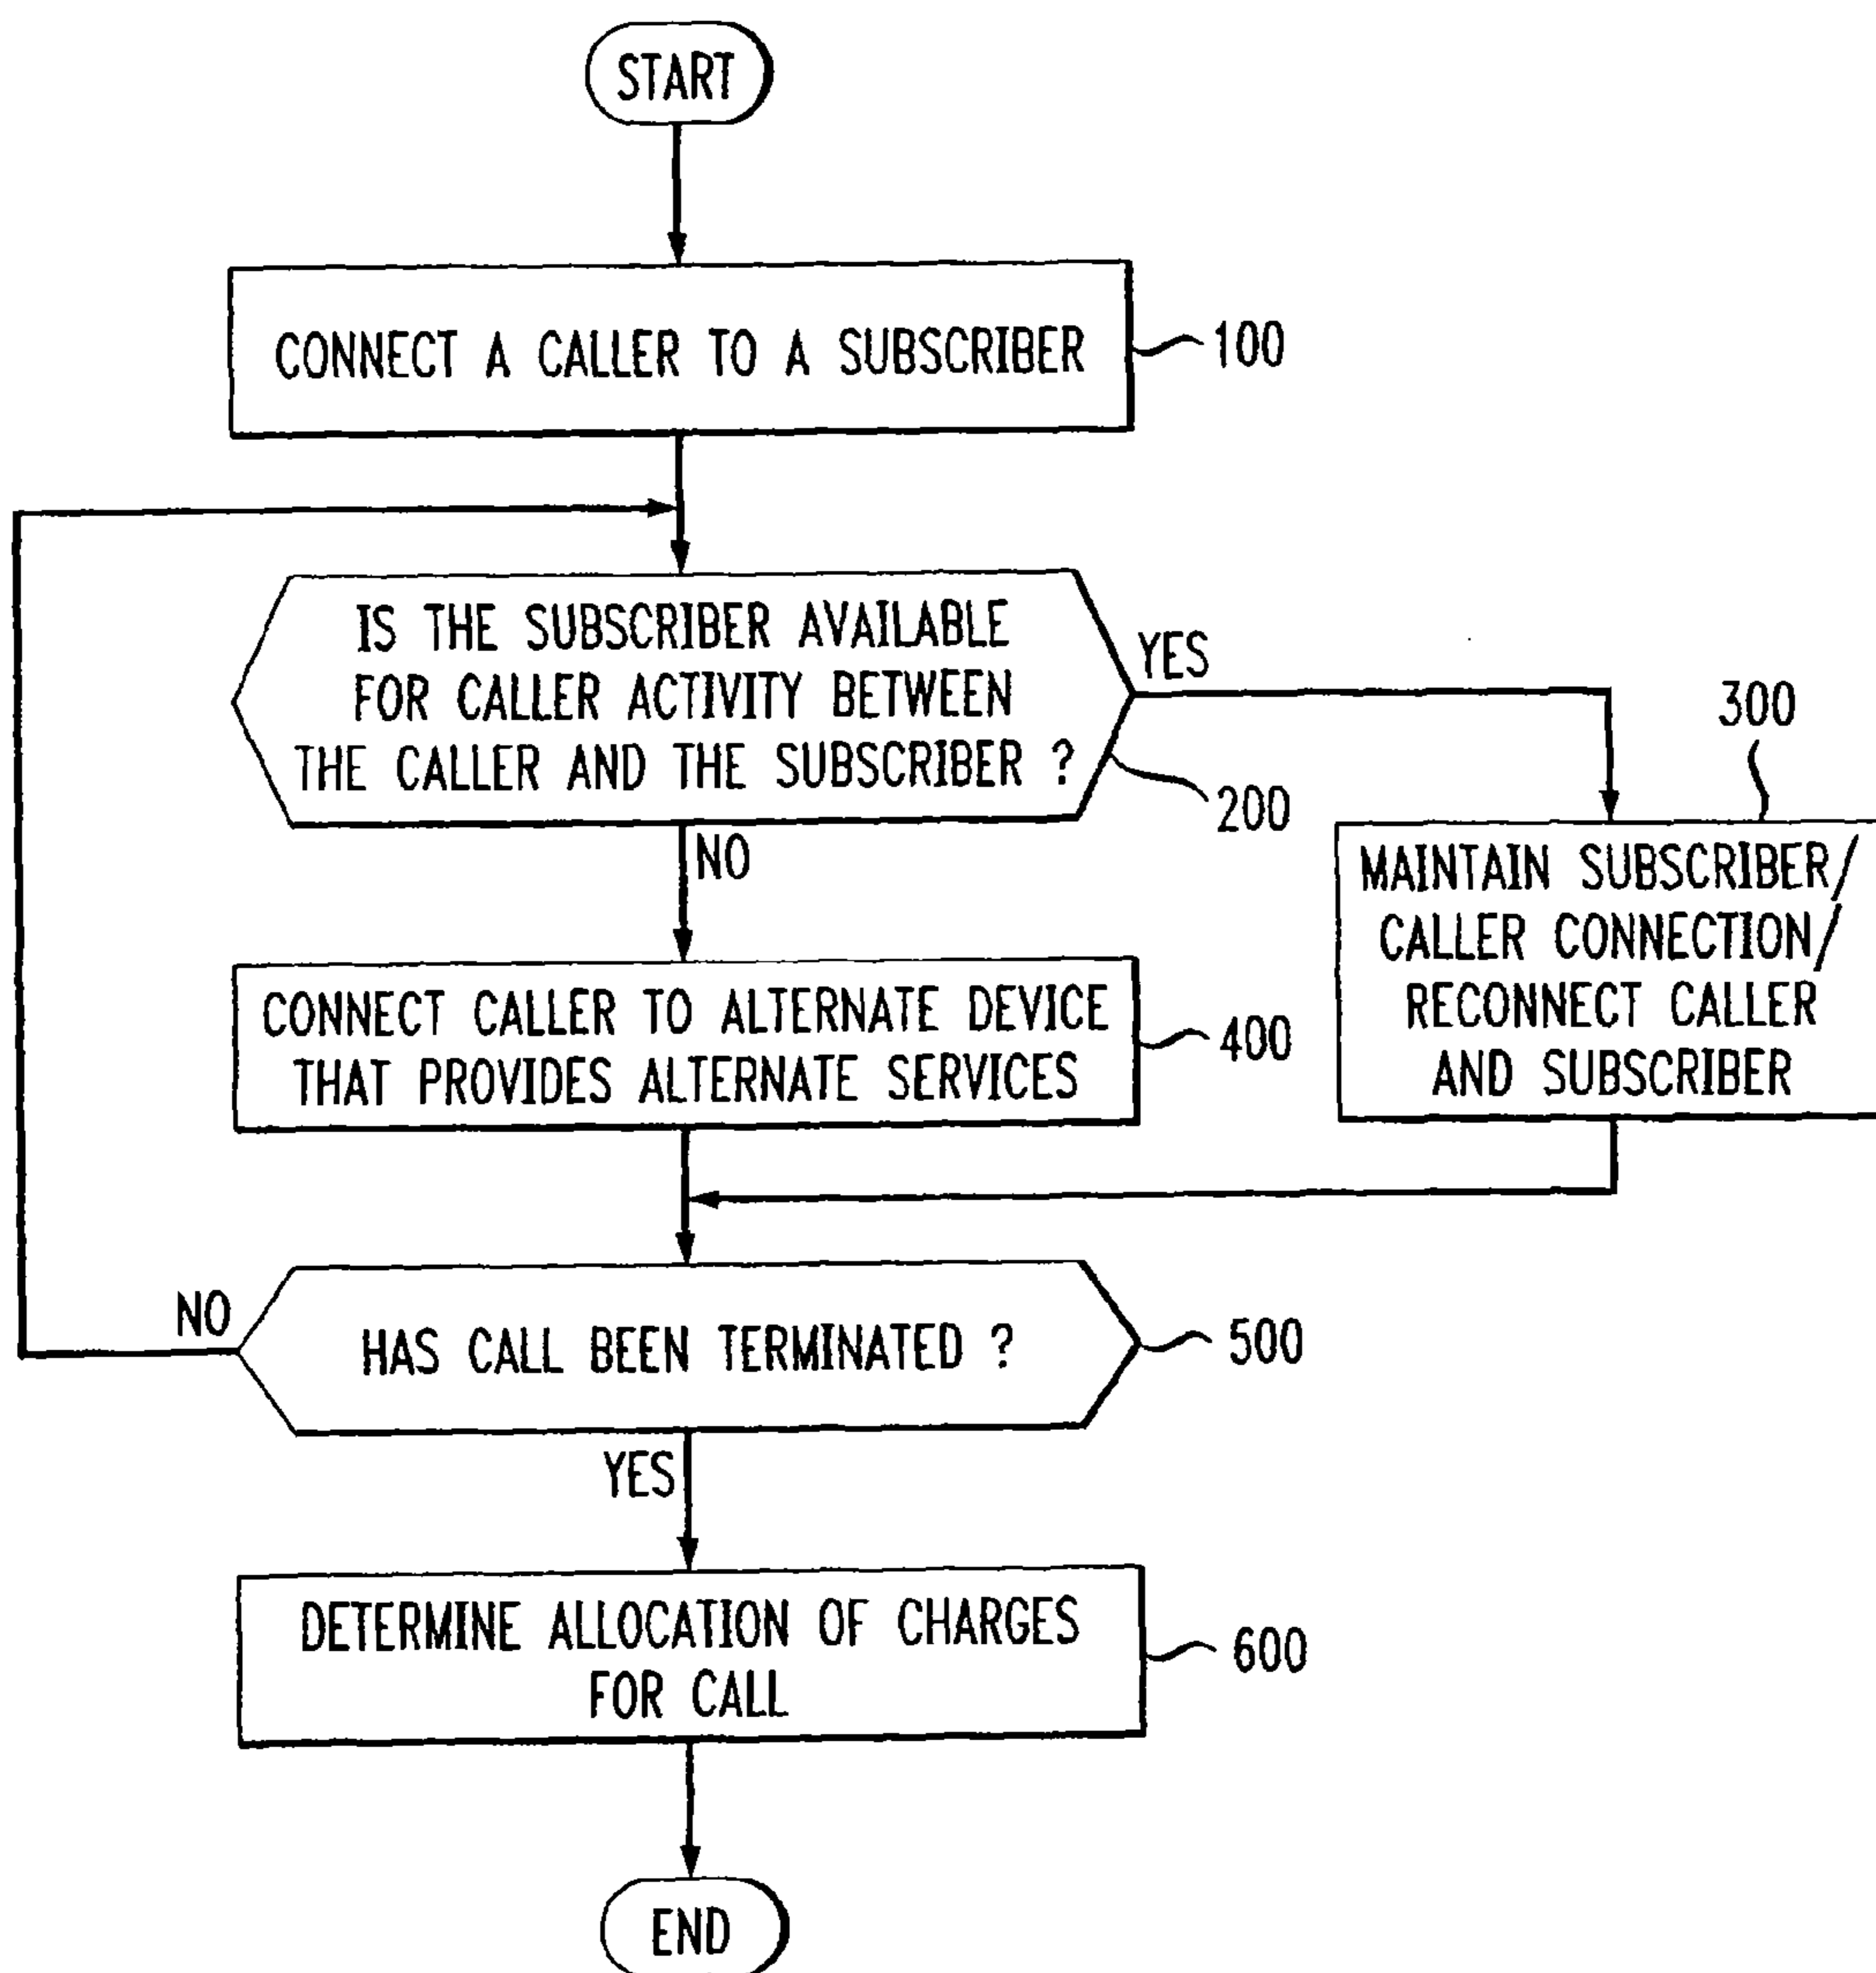 START
CONNECT A CALLER TO A SUBSCRIBER
100
IS THE SUBSCRIBER AVAILABLE
FOR CALLER ACTIVITY BETWEEN
THE CALLER AND THE SUBSCRIBER ?
YES
200
300
NO
MAINTAIN SUBSCRIBER/
CALLER CONNECTION/
RECONNECT CALLER
AND SUBSCRIBER
CONNECT CALLER TO ALTERNATE DEVICE
THAT PROVIDES ALTERNATE SERVICES
400
NO
HAS CALL BEEN TERMINATED ?
500
YES
DETERMINE ALLOCATION OF CHARGES
FOR CALL
600
END